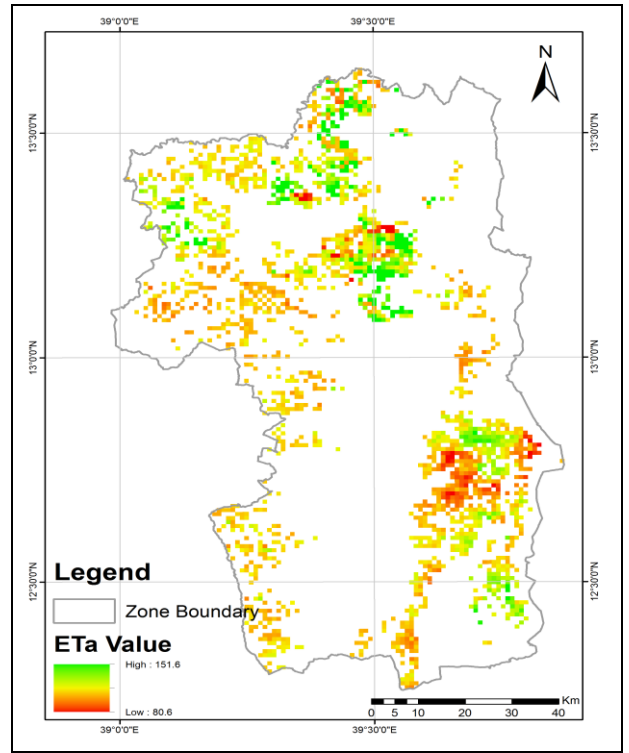 39°0'0"E 39°30'0"E
N
13°30'0"N 13°30'0"N
13°0'0"N 13°0'0"N
12°30'0"N 12°30'0"N
Legend
Zone Boundary
ETa Value
High : 151.6
Low : 80.6
Km
0 5 10 20 30 40
39°0'0"E 39°30'0"E